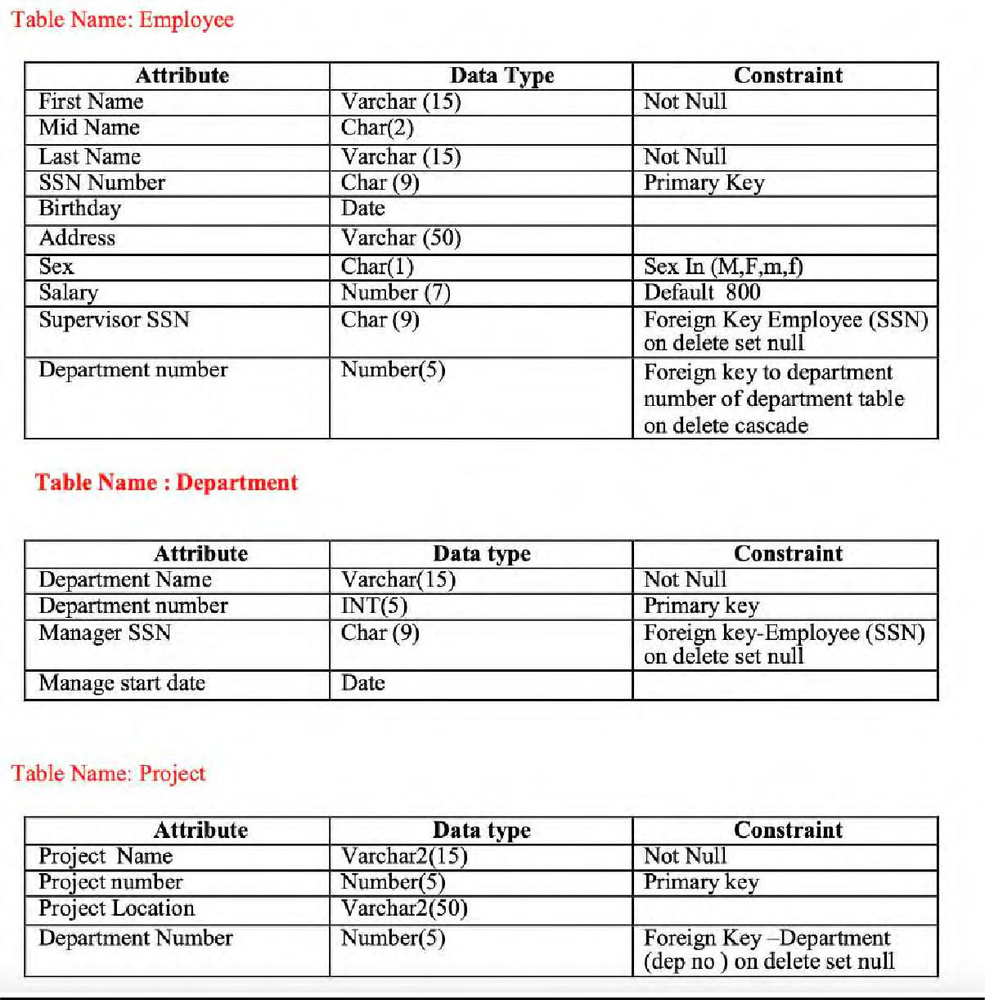 Table Name: Employee
Attribute Data Type Constraint
First Name Varchar (15) Not Null
Mid Name Char(2)
Last Name Varchar (15) Not Null
SSN Number Char (9) Primary Key
Birthday Date
Address Varchar (50)
Sex Char(1) Sex In (M,F,m,f)
Salary Number (7) Default 800
Supervisor SSN Char (9) Foreign Key Employee (SSN)
on delete set null
Department number Number(5) Foreign key to department
number of department table
on delete cascade
Table Name : Department
Attribute Data type Constraint
Department Name Varchar(15) Not Null
Department number INT(5) Primary key
Manager SSN Char (9) Foreign key-Employee (SSN)
on delete set null
Manage start date Date
Table Name: Project
Attribute Data type Constraint
Project Name Varchar2(15) Not Null
Project number Number(5) Primary key
Project Location Varchar2(50)
Department Number Number(5) Foreign Key –Department
(dep no ) on delete set null